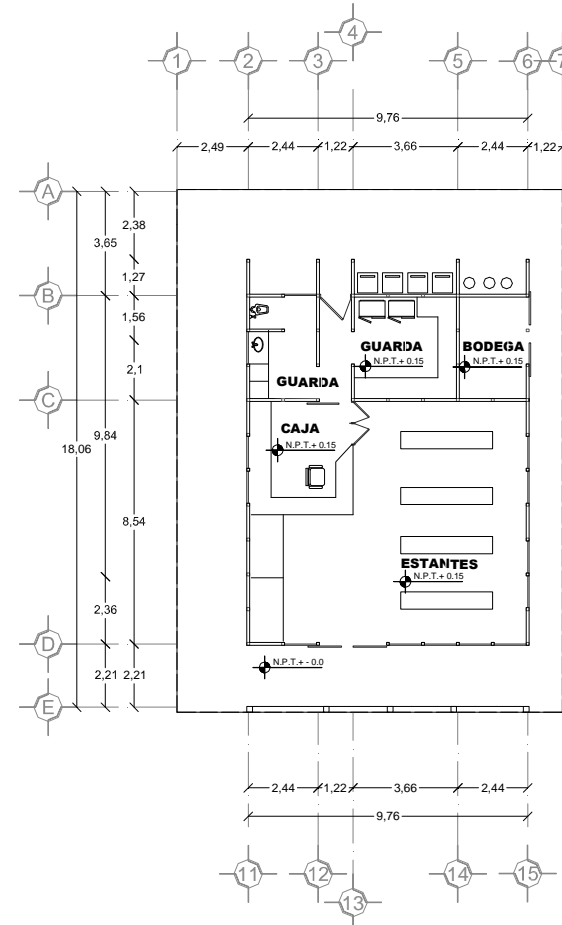 4
1 2 3 5 6 7
9,76
2,49 2,44 1,22 3,66 2,44 1,22
A
2,38
3,65
1,27
B
1,56
GUARDA BODEGA
N.P.T.+ 0.15 N.P.T.+ 0.15
2,1
GUARDA
C
CAJA
9,84
N.P.T.+ 0.15
18,06
8,54
ESTANTES
N.P.T.+ 0.15
2,36
D
N.P.T.+ - 0.0
2,21 2,21
E
2,44 1,22 3,66 2,44
9,76
11 12 14 15
13